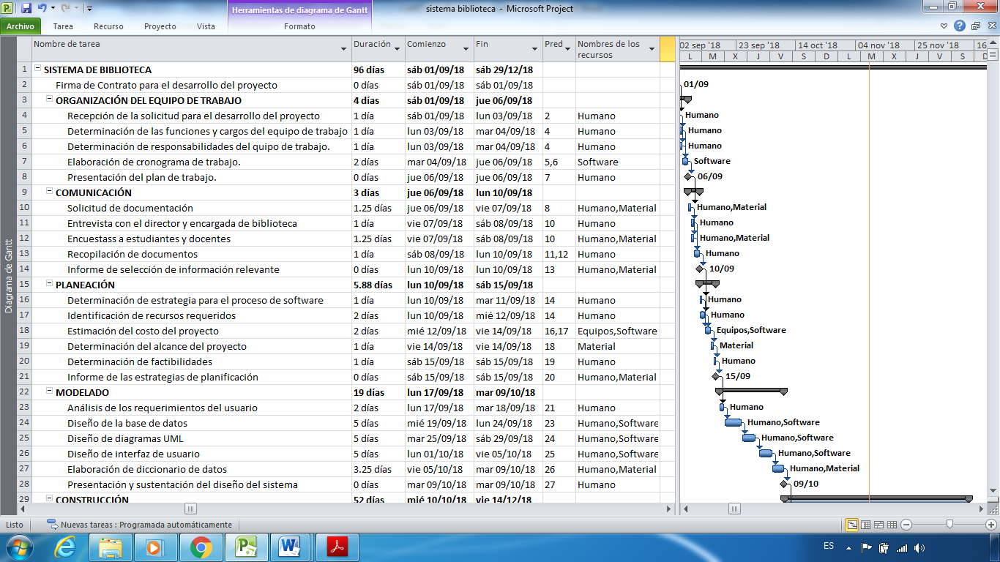 Herramientas de diagrama de Gantt
sistema biblioteca - Microsoft Project
Archivo Tarea Recurso Proyecto Vista Formato
Nombre de tarea Duración Comienzo Fin Pred Nombres de los recursos
02 sep '18 23 sep '18 14 oct '18 04 nov '18 25 nov '18 16
L M X J V S D L M X J V S D
1 SISTEMA DE BIBLIOTECA 96 días sáb 01/09/18 sáb 29/12/18
2 Firma de Contrato para el desarrollo del proyecto 0 días sáb 01/09/18 sáb 01/09/18 01/09
3 ORGANIZACIÓN DEL EQUIPO DE TRABAJO 4 días sáb 01/09/18 jue 06/09/18
4 Recepción de la solicitud para el desarrollo del proyecto 1 día sáb 01/09/18 lun 03/09/18 2 Humano Humano
5 Determinación de las funciones y cargos del equipo de trabajo 1 día lun 03/09/18 mar 04/09/18 4 Humano Humano
6 Determinación de responsabilidades del quipo de trabajo. 1 día lun 03/09/18 mar 04/09/18 4 Humano Humano
7 Elaboración de cronograma de trabajo. 2 días mar 04/09/18 jue 06/09/18 5,6 Software Software
8 Presentación del plan de trabajo. 0 días jue 06/09/18 jue 06/09/18 7 Humano 06/09
9 COMUNICACIÓN 3 días jue 06/09/18 lun 10/09/18
10 Solicitud de documentación 1.25 días jue 06/09/18 vie 07/09/18 8 Humano,Material Humano,Material
11 Entrevista con el director y encargada de biblioteca 1 día vie 07/09/18 sáb 08/09/18 10 Humano Humano
12 Encuestass a estudiantes y docentes 1.25 días vie 07/09/18 sáb 08/09/18 10 Humano,Material Humano,Material
13 Recopilación de documentos 1 día sáb 08/09/18 lun 10/09/18 11,12 Humano Humano
14 Informe de selección de información relevante 0 días lun 10/09/18 lun 10/09/18 13 Humano,Material 10/09
15 PLANEACIÓN 5.88 días lun 10/09/18 sáb 15/09/18
16 Determinación de estrategia para el proceso de software 1 día lun 10/09/18 mar 11/09/18 14 Humano Humano
17 Identificación de recursos requeridos 2 días lun 10/09/18 mié 12/09/18 14 Humano Humano
18 Estimación del costo del proyecto 2 días mié 12/09/18 vie 14/09/18 16,17 Equipos,Software Equipos,Software
19 Determinación del alcance del proyecto 1 día vie 14/09/18 vie 14/09/18 18 Material Material
20 Determinación de factibilidades 1 día sáb 15/09/18 sáb 15/09/18 19 Humano Humano
21 Informe de las estrategias de planificación 0 días sáb 15/09/18 sáb 15/09/18 20 Humano,Material 15/09
22 MODELADO 19 días lun 17/09/18 mar 09/10/18
23 Análisis de los requerimientos del usuario 2 días lun 17/09/18 mar 18/09/18 21 Humano Humano
24 Diseño de la base de datos 5 días mié 19/09/18 lun 24/09/18 23 Humano,Software Humano,Software
25 Diseño de diagramas UML 5 días mar 25/09/18 sáb 29/09/18 24 Humano,Software Humano,Software
26 Diseño de interfaz de usuario 5 días lun 01/10/18 vie 05/10/18 25 Humano,Software Humano,Software
27 Elaboración de diccionario de datos 3.25 días vie 05/10/18 mar 09/10/18 26 Humano,Material Humano,Material
28 Presentación y sustentación del diseño del sistema 0 días mar 09/10/18 mar 09/10/18 27 Humano 09/10
29 CONSTRUCCIÓN 52 días mié 10/10/18 vie 14/12/18
Diagrama de Gantt
Listo Nuevas tareas : Programada automáticamente
ES